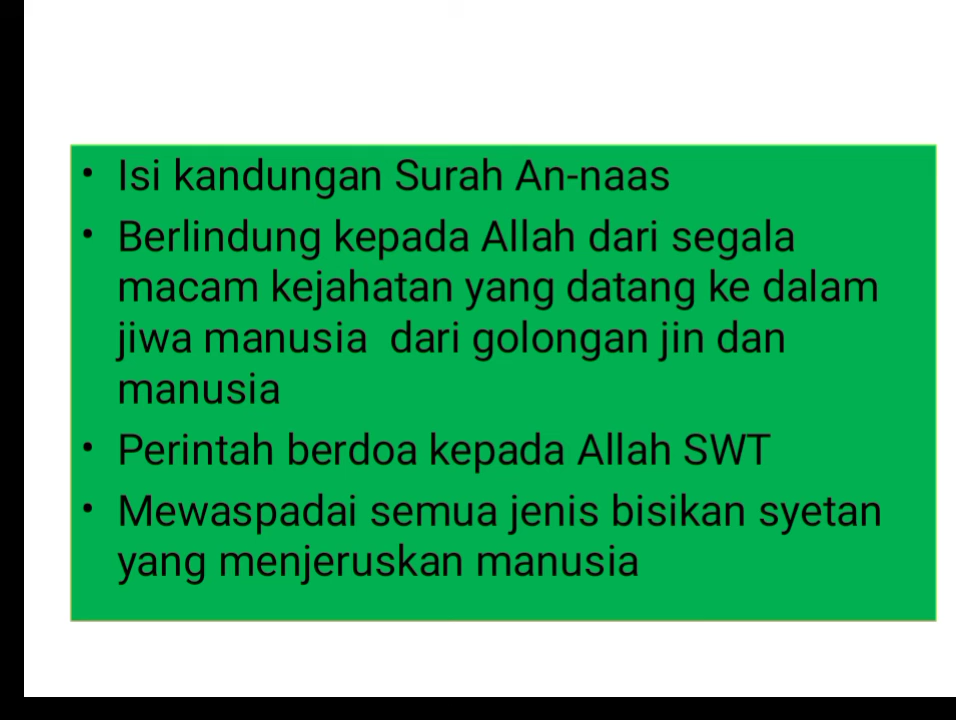 • Isi kandungan Surah An-naas
• Berlindung kepada Allah dari segala
macam kejahatan yang datang ke dalam
jiwa manusia  dari golongan jin dan
manusia
• Perintah berdoa kepada Allah SWT
• Mewaspadai semua jenis bisikan syetan
yang menjeruskan manusia